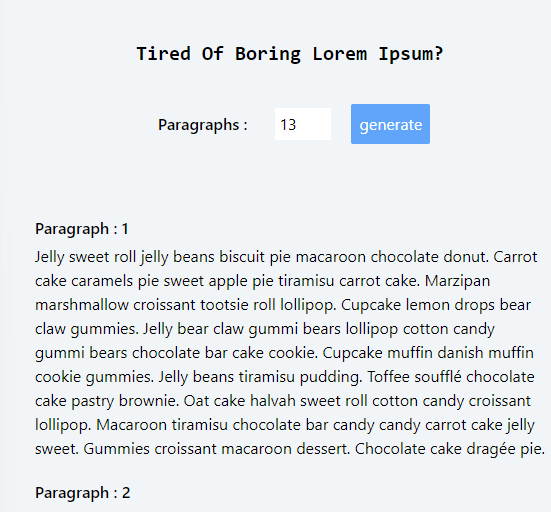 Tired Of Boring Lorem Ipsum?
Paragraphs : 13 generate
Paragraph : 1
Jelly sweet roll jelly beans biscuit pie macaroon chocolate donut. Carrot
cake caramels pie sweet apple pie tiramisu carrot cake. Marzipan
marshmallow croissant tootsie roll lollipop. Cupcake lemon drops bear
claw gummies. Jelly bear claw gummi bears lollipop cotton candy
gummi bears chocolate bar cake cookie. Cupcake muffin danish muffin
cookie gummies. Jelly beans tiramisu pudding. Toffee soufflé chocolate
cake pastry brownie. Oat cake halvah sweet roll cotton candy croissant
lollipop. Macaroon tiramisu chocolate bar candy candy carrot cake jelly
sweet. Gummies croissant macaroon dessert. Chocolate cake dragée pie.
Paragraph : 2